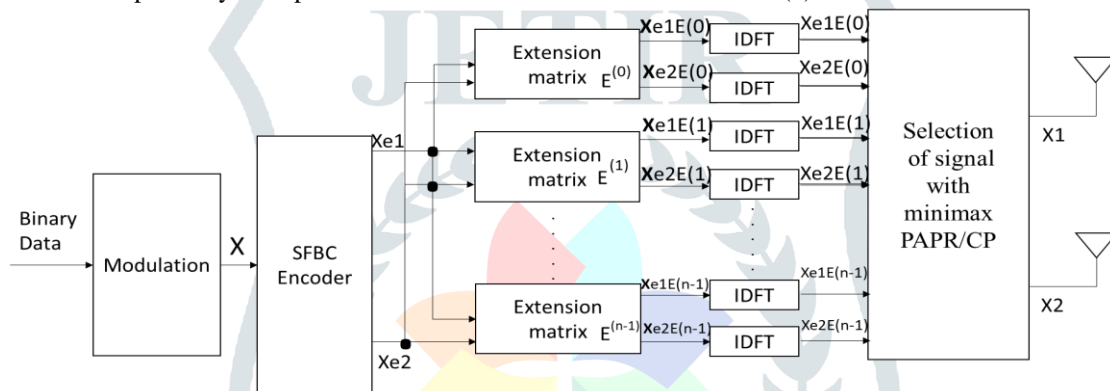 JETIR
Binary
Data
Modulation
X
SFBC
Encoder
Xe1
Xe2
Extension
matrix E(0)
Extension
matrix E(1)
Extension
matrix E(n-1)
Xe1E(0)
Xe2E(0)
Xe1E(1)
Xe2E(1)
Xe1E(n-1)
Xe2E(n-1)
IDFT
IDFT
IDFT
IDFT
IDFT
IDFT
Xe1E(0)
Xe2E(0)
Xe1E(1)
Xe2E(1)
Xe1E(n-1)
Xe2E(n-1)
Selection
of signal
with
minimax
PAPR/CP
X1
X2